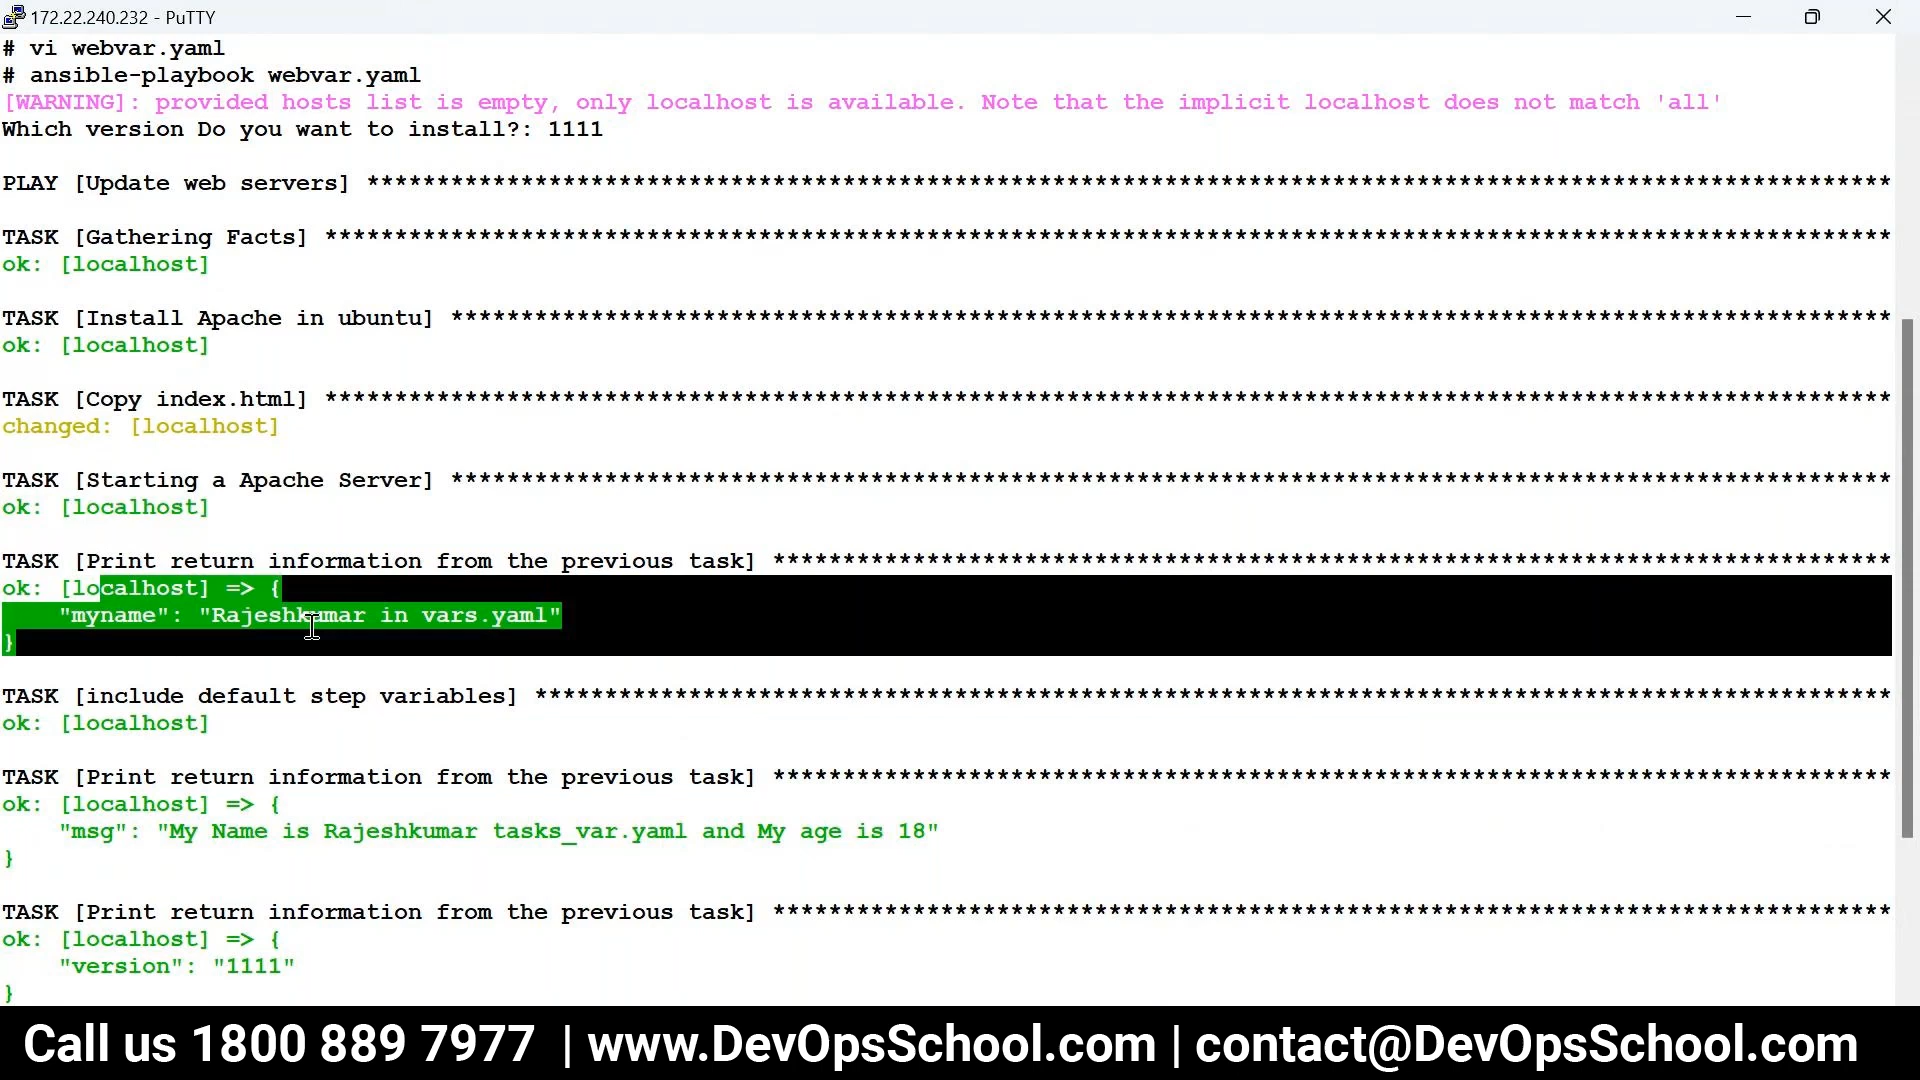 172.22.240.232 - PuTTY
# vi webvar.yaml
# ansible-playbook webvar.yaml
[WARNING]: provided hosts list is empty, only localhost is available. Note that the implicit localhost does not match 'all'
Which version Do you want to install?: 1111
PLAY [Update web servers] *************************************************************************************************************
TASK [Gathering Facts] ****************************************************************************************************************
ok: [localhost]
TASK [Install Apache in ubuntu] *******************************************************************************************************
ok: [localhost]
TASK [Copy index.html] ****************************************************************************************************************
changed: [localhost]
TASK [Starting a Apache Server] *******************************************************************************************************
ok: [localhost]
TASK [Print return information from the previous task] ********************************************************************************
ok: [localhost] => {
    "myname": "Rajeshkumar in vars.yaml"
}
TASK [include default step variables] *************************************************************************************************
ok: [localhost]
TASK [Print return information from the previous task] ********************************************************************************
ok: [localhost] => {
    "msg": "My Name is Rajeshkumar tasks_var.yaml and My age is 18"
}
TASK [Print return information from the previous task] ********************************************************************************
ok: [localhost] => {
    "version": "1111"
}
Call us 1800 889 7977 | www.DevOpsSchool.com | contact@DevOpsSchool.com